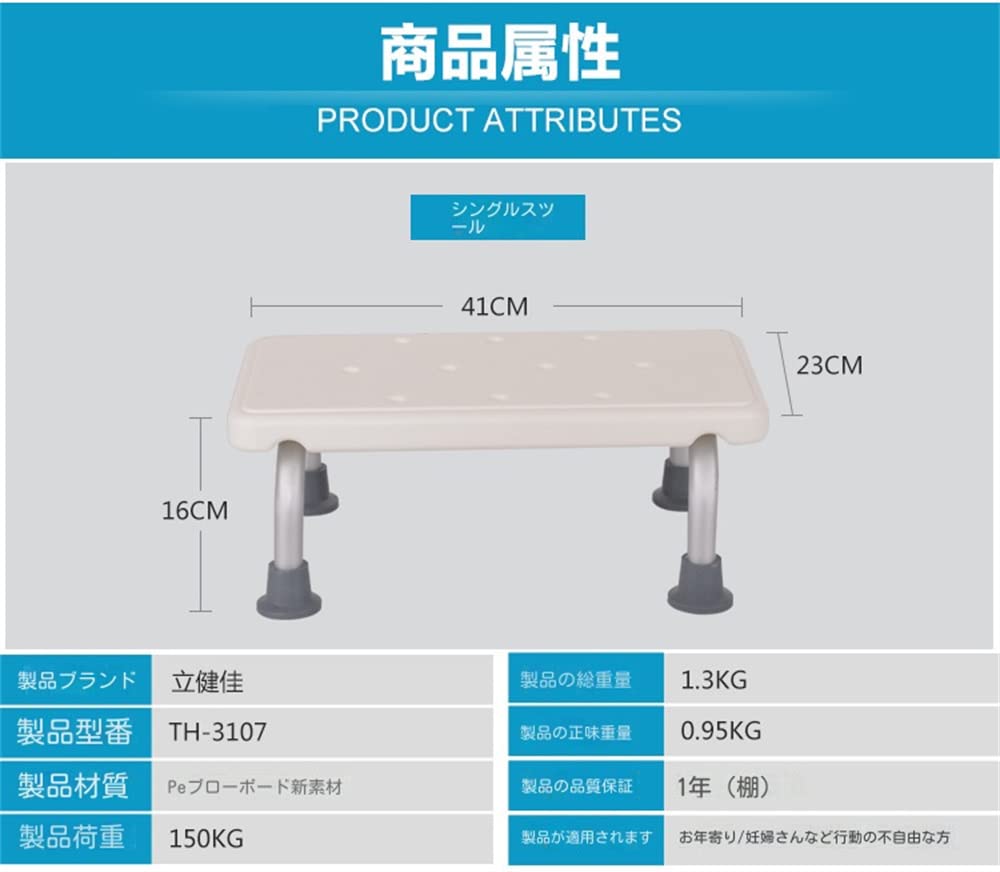 商品属性
PRODUCT ATTRIBUTES
シングルスツ
ール
41CM
23CM
16CM
製品ブランド 立健佳
製品の総重量 1.3KG
製品型番 TH-3107
製品の正味重量 0.95KG
製品材質 Peブローボード新素材
製品の品質保証 1年（棚）
製品荷重 150KG
製品が適用されます お年寄り/妊婦さんなど行動の不自由な方